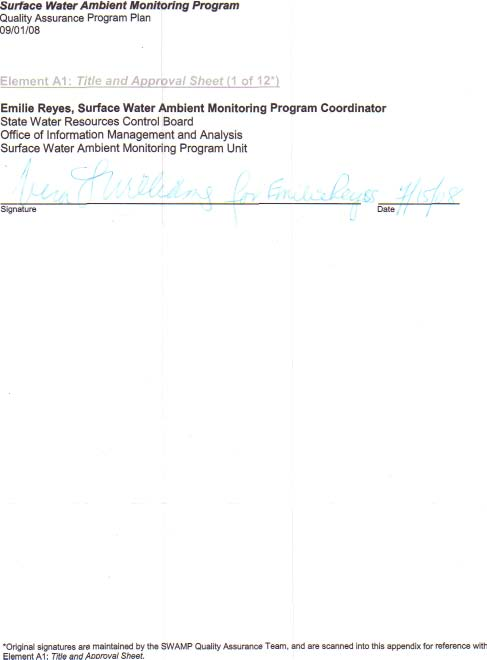 Surface Water Ambient Monitoring Program
Quality Assurance Program Plan
09/01/08
Element A1: Title and Approval Sheet (1 of 12*)
Emilie Reyes, Surface Water Ambient Monitoring Program Coordinator
State Water Resources Control Board
Office of Information Management and Analysis
Surface Water Ambient Monitoring Program Unit
Williams for Emilie Reyes
Signature
Date
*Original signatures are maintained by the SWAMP Quality Assurance Team, and are scanned into this appendix for reference with
Element A1: Title and Approval Sheet.